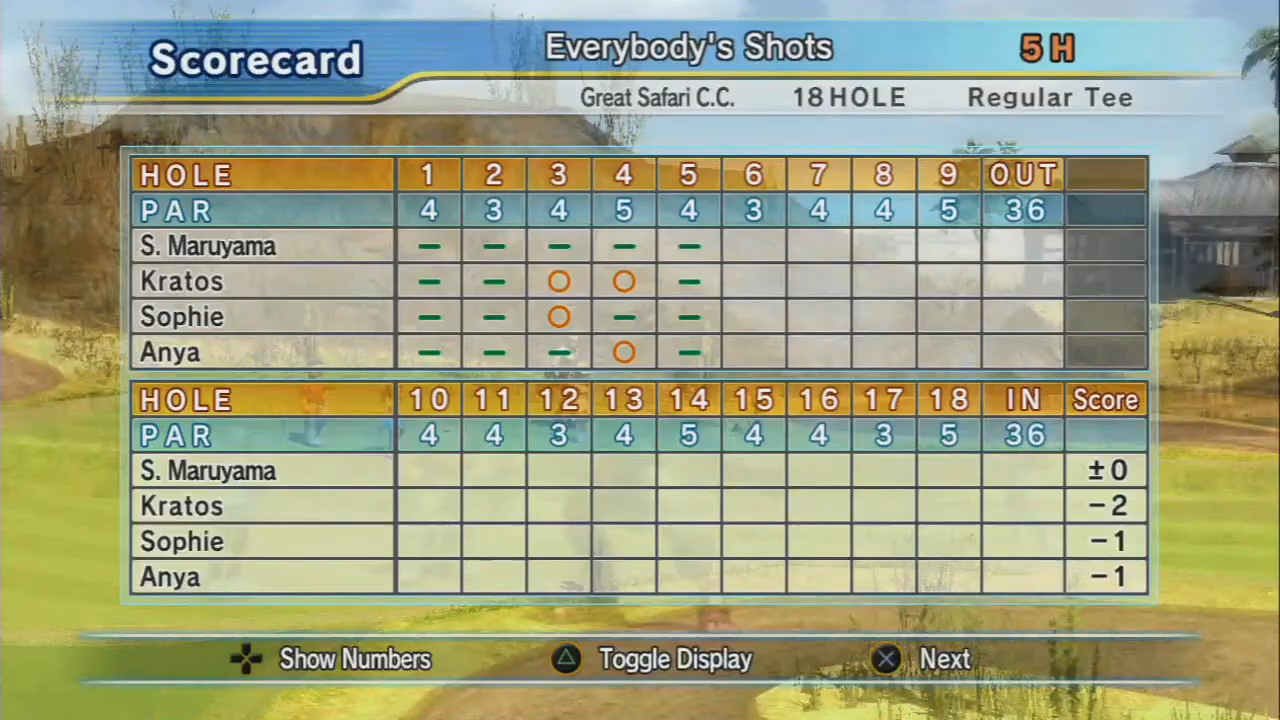 Scorecard
Everybody's Shots 5H
Great Safari C.C. 18HOLE Regular Tee
HOLE 1 2 3 4 5 6 7 8 9 OUT
PAR 4 3 4 5 4 3 4 4 5 36
S. Maruyama − − − − −
Kratos − − ○ ○ −
Sophie − − ○ − −
Anya − − − ○ −
HOLE 10 11 12 13 14 15 16 17 18 IN Score
PAR 4 4 3 4 5 4 4 3 5 36
S. Maruyama ±0
Kratos −2
Sophie −1
Anya −1
Show Numbers Toggle Display Next